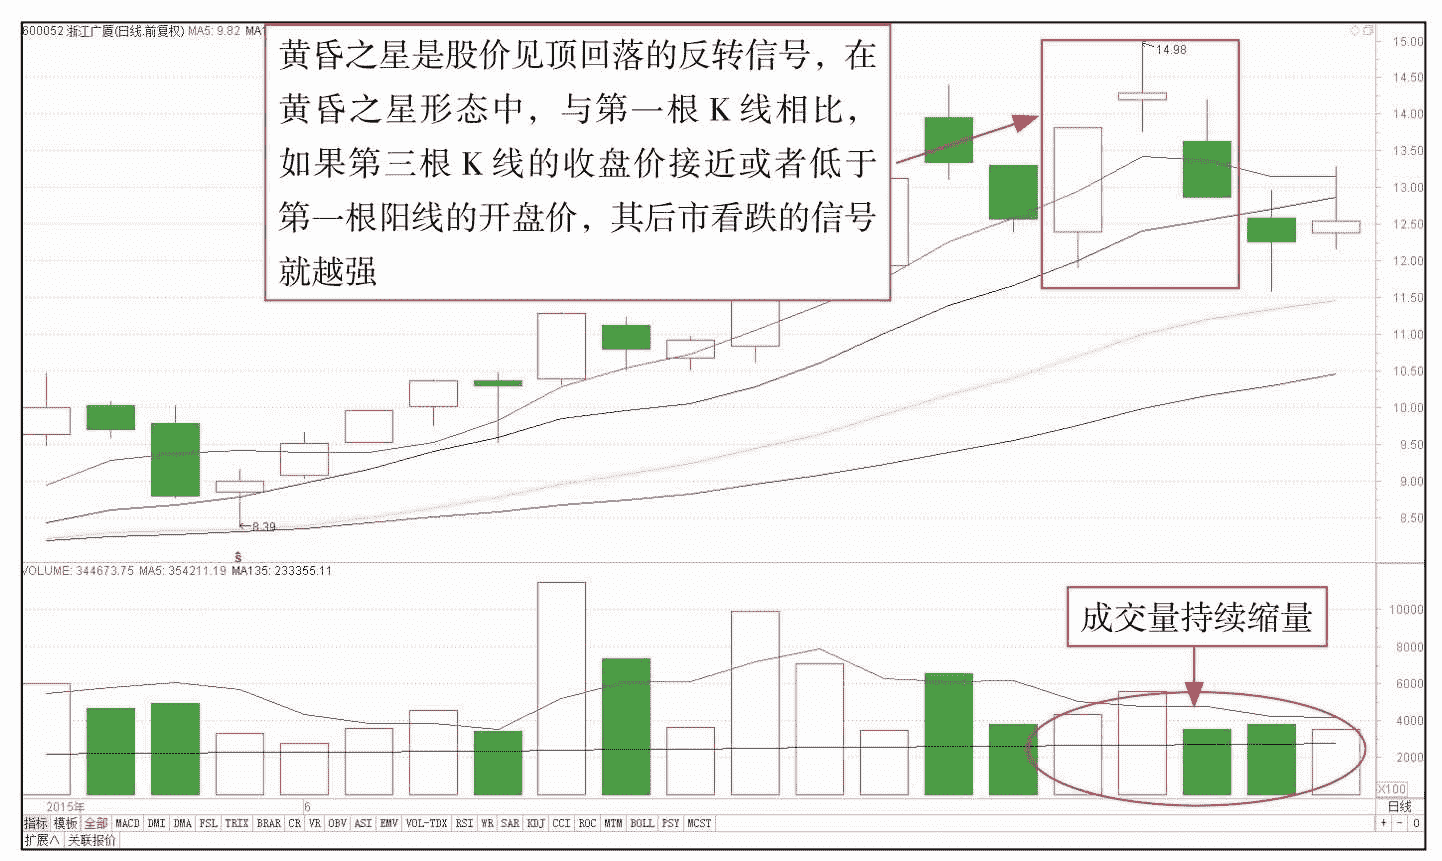 600052 浙江广厦(日线.前复权) MA5: 9.82
黄昏之星是股价见顶回落的反转信号，在
黄昏之星形态中，与第一根 K 线相比，
如果第三根 K 线的收盘价接近或者低于
第一根阳线的开盘价，其后市看跌的信号
就越强
14.98
15.00
14.50
14.00
13.50
13.00
12.50
12.00
11.50
11.00
10.50
10.00
9.50
9.00
8.50
8.39
S
VOLUME: 344673.75 MA5: 354211.19 MA135: 233355.11
成交量持续缩量
10000
8000
6000
4000
2000
X100
2015年 6 日线
指标 模板 全部 MACD DMI DMA FSL TRIX BRAR CR VR OBV ASI EMV VOL-TDX RSI WR SAR KDJ CCI ROC MTM BOLL PSY MCST + - 0
扩展∧ 关联报价